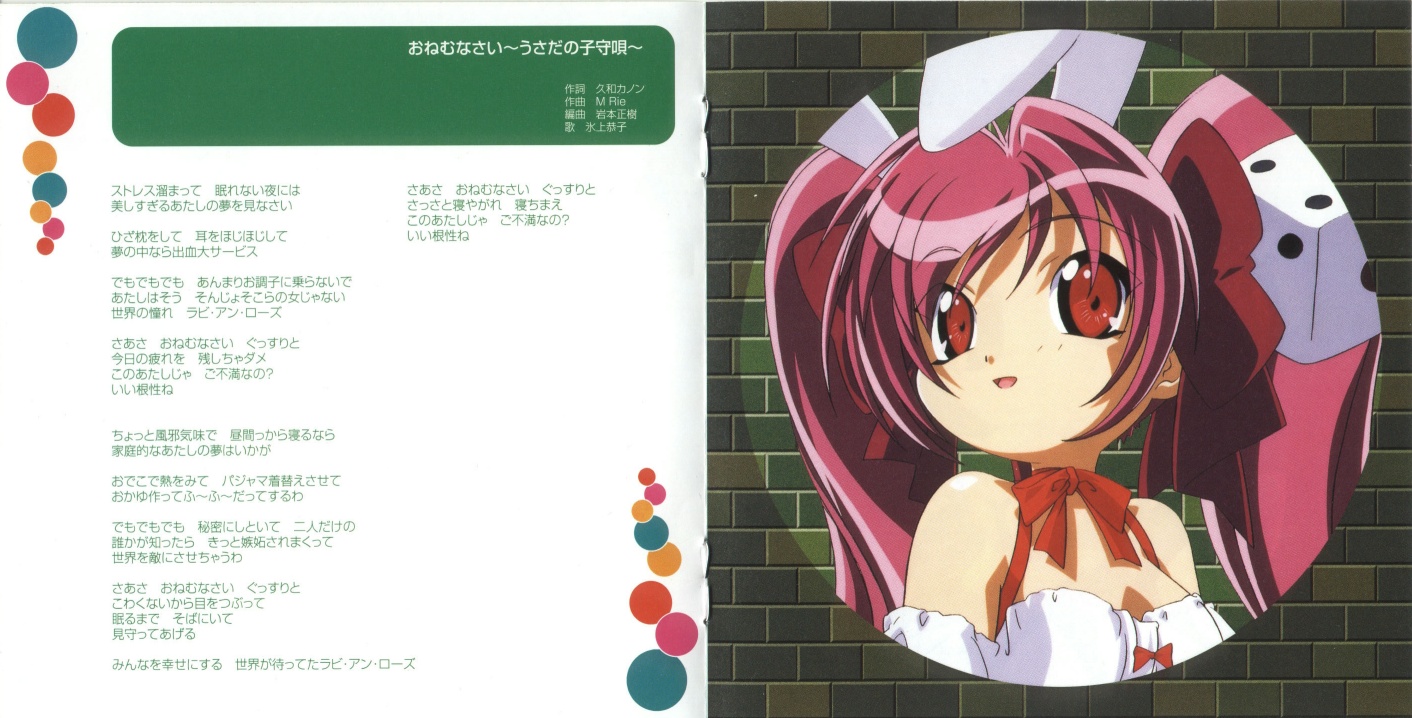 おねむなさい～うさだの子守唄～
作詞　久和カノン
作曲　M Rie
編曲　岩本正樹
歌　氷上恭子
ストレス溜まって　眠れない夜には
美しすぎるあたしの夢を見なさい
ひざ枕をして　耳をほじほじして
夢の中なら出血大サービス
でもでもでも　あんまりお調子に乗らないで
あたしはそう　そんじょそこらの女じゃない
世界の憧れ　ラビ・アン・ローズ
さあさ　おねむなさい　ぐっすりと
今日の疲れを　残しちゃダメ
このあたしじゃ　ご不満なの?
いい根性ね
ちょっと風邪気味で　昼間っから寝るなら
家庭的なあたしの夢はいかが
おでこで熱をみて　パジャマ着替えさせて
おかゆ作ってふ～ふ～だってするわ
でもでもでも　秘密にしといて　二人だけの
誰かが知ったら　きっと嫉妬されまくって
世界を敵にさせちゃうわ
さあさ　おねむなさい　ぐっすりと
こわくないから目をつぶって
眠るまで　そばにいて
見守ってあげる
みんなを幸せにする　世界が待ってたラビ・アン・ローズ
さあさ　おねむなさい　ぐっすりと
さっさと寝やがれ　寝ちまえ
このあたしじゃ　ご不満なの?
いい根性ね